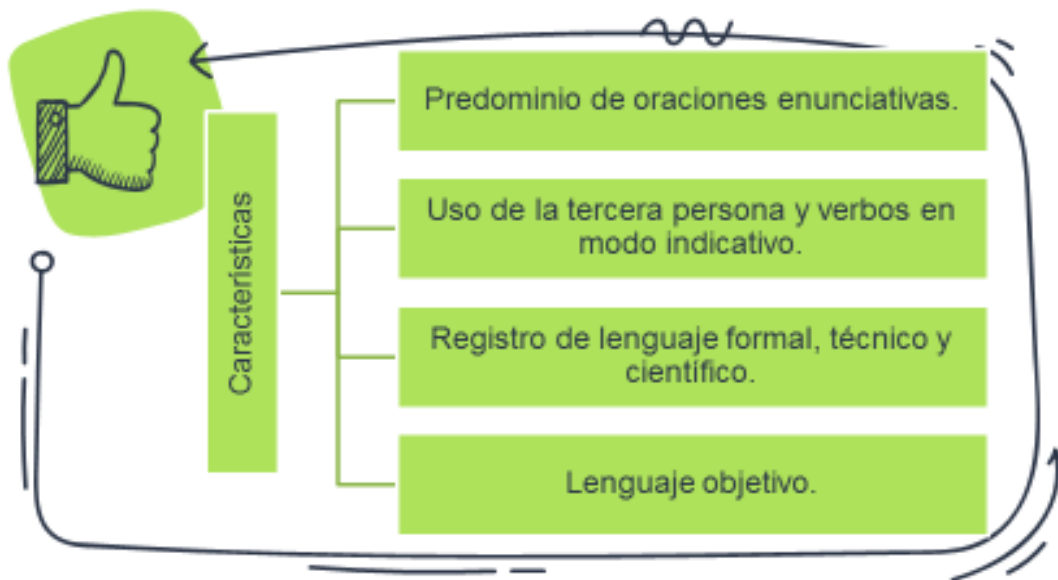 Características
Predominio de oraciones enunciativas.
Uso de la tercera persona y verbos en
modo indicativo.
Registro de lenguaje formal, técnico y
científico.
Lenguaje objetivo.